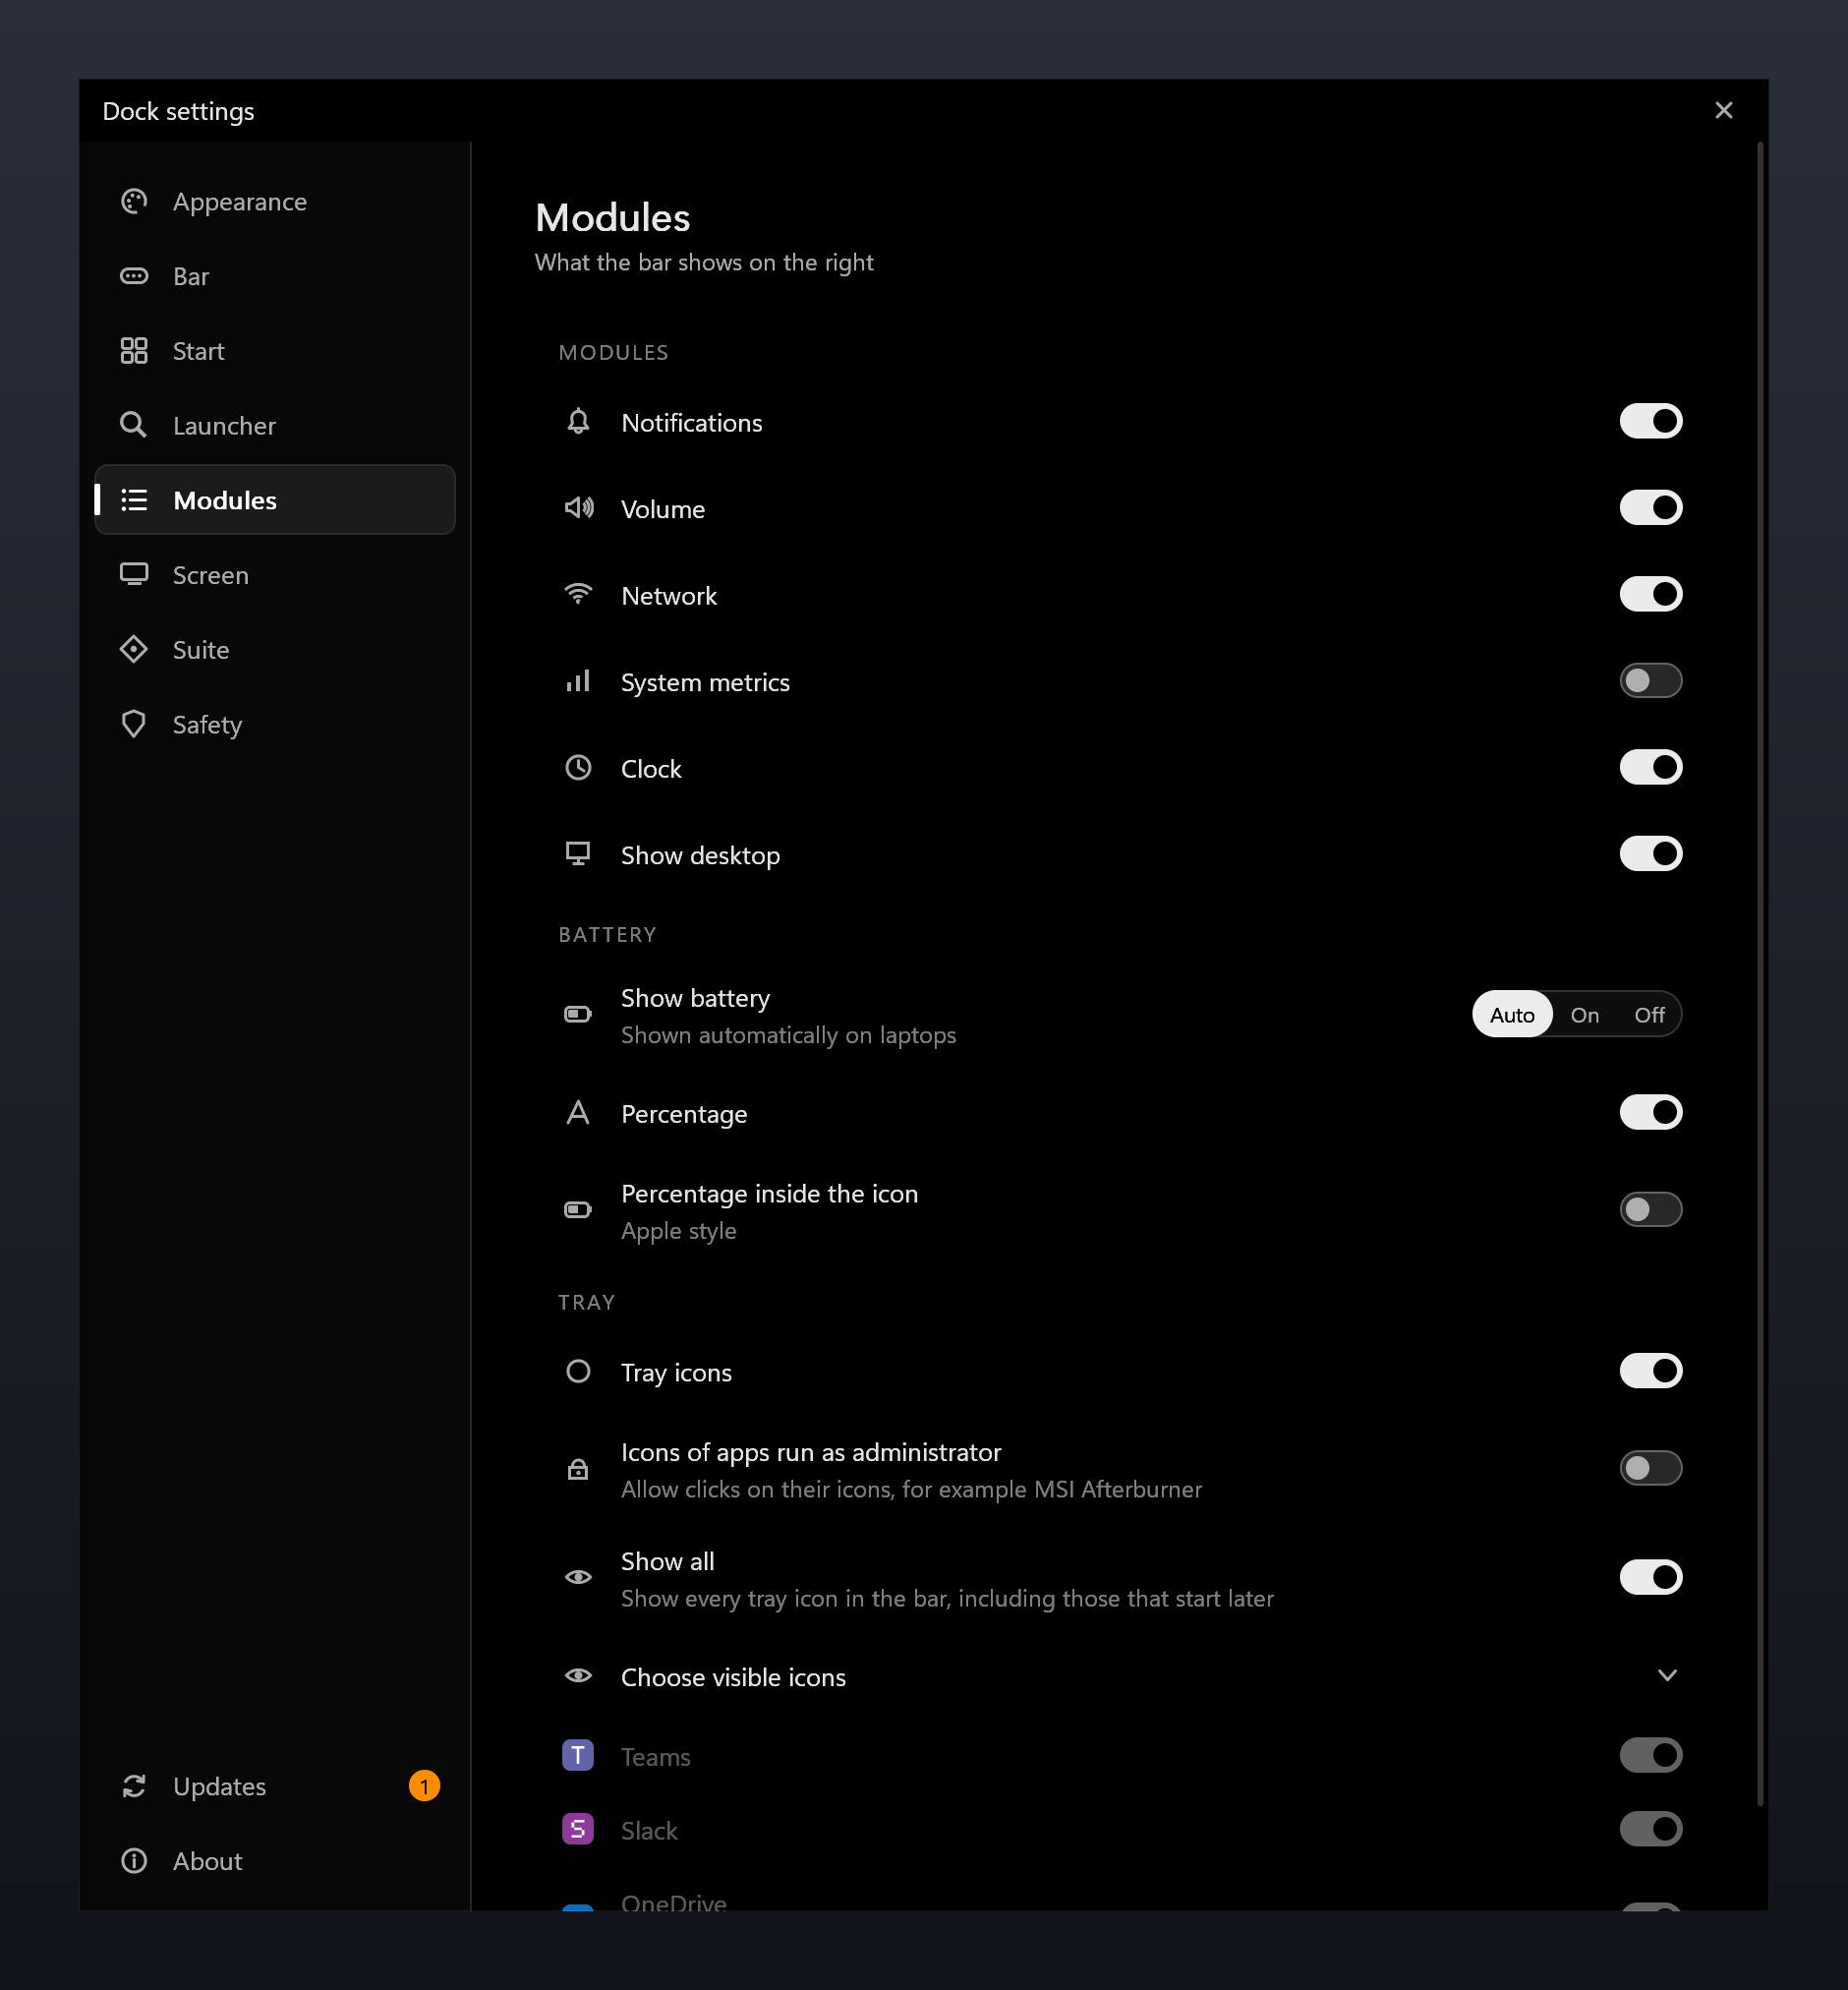 Dock settings
Appearance
Bar
Start
Launcher
Modules
Screen
Suite
Safety
Updates
1
About
Modules
What the bar shows on the right
MODULES
Notifications
Volume
Network
System metrics
Clock
Show desktop
BATTERY
Show battery
Shown automatically on laptops
Auto On Off
Percentage
Percentage inside the icon
Apple style
TRAY
Tray icons
Icons of apps run as administrator
Allow clicks on their icons, for example MSI Afterburner
Show all
Show every tray icon in the bar, including those that start later
Choose visible icons
T Teams
S Slack
OneDrive